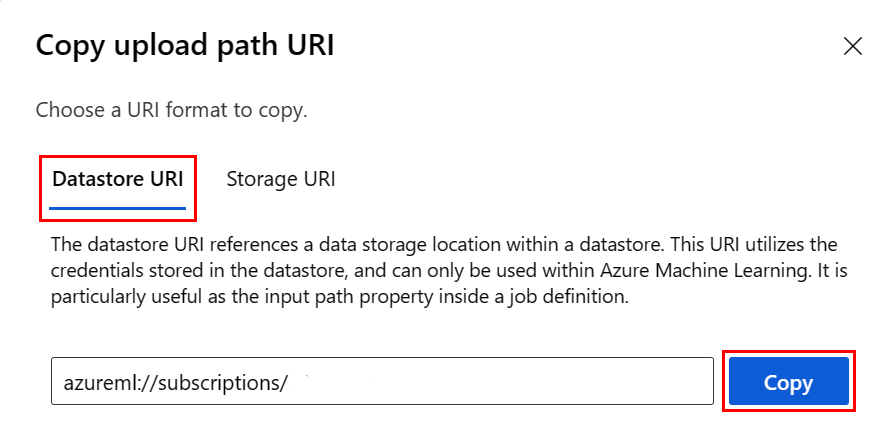 Copy upload path URI
Choose a URI format to copy.
Datastore URI
Storage URI
The datastore URI references a data storage location within a datastore. This URI utilizes the
credentials stored in the datastore, and can only be used within Azure Machine Learning. It is
particularly useful as the input path property inside a job definition.
azureml://subscriptions/
Copy